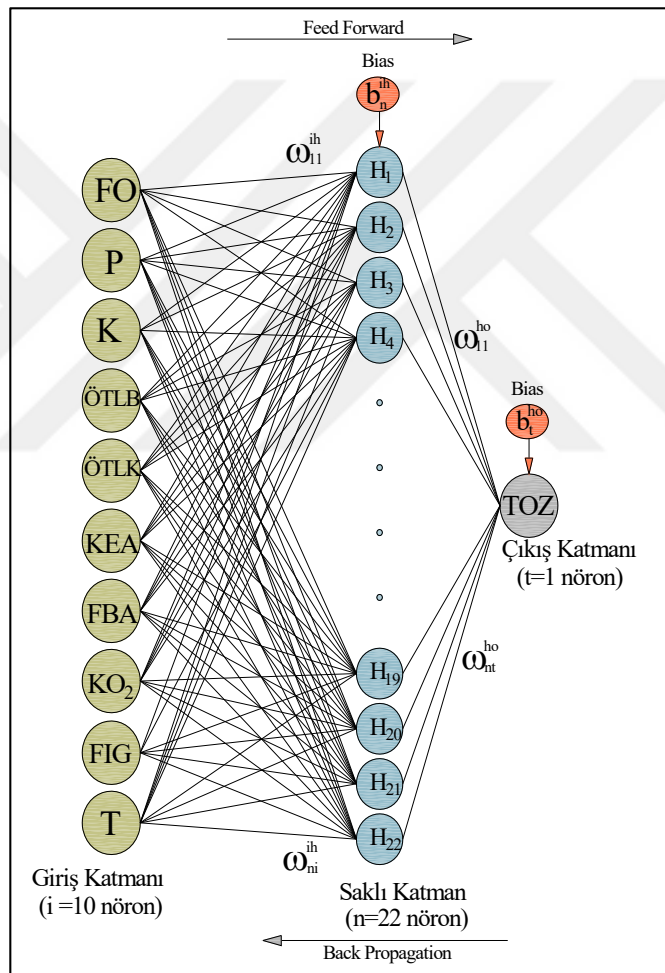 Feed Forward
Bias
b_n^ih
ω_11^ih
FO
P
K
ÖTLB
ÖTLK
KEA
FBA
KO₂
FIG
T
H₁
H₂
H₃
H₄
H₁₉
H₂₀
H₂₁
H₂₂
ω_11^ho
Bias
b_t^ho
TOZ
Çıkış Katmanı
(t=1 nöron)
ω_nt^ho
ω_ni^ih
Giriş Katmanı
(i =10 nöron)
Saklı Katman
(n=22 nöron)
Back Propagation